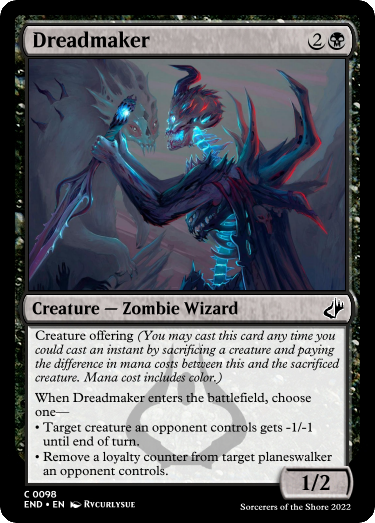 Dreadmaker 2
Creature — Zombie Wizard
Creature offering (You may cast this card any time you
could cast an instant by sacrificing a creature and paying
the difference in mana costs between this and the sacrificed
creature. Mana cost includes color.)
When Dreadmaker enters the battlefield, choose
one—
• Target creature an opponent controls gets -1/-1
until end of turn.
• Remove a loyalty counter from target planeswalker
an opponent controls.
1/2
C 0098
END • EN Rvcurlysue
Sorcerers of the Shore 2022